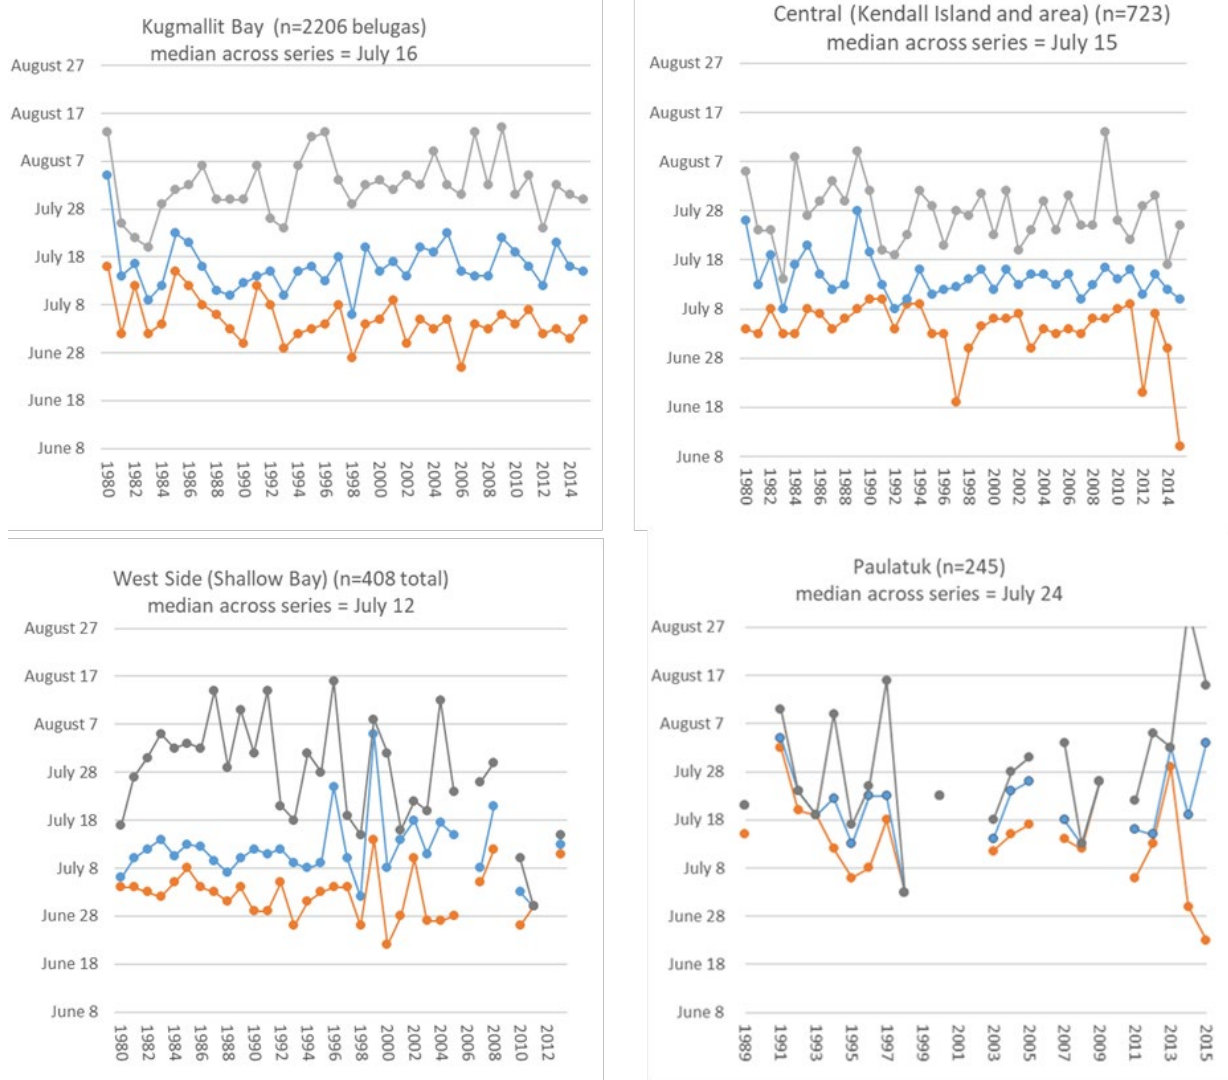 Kugmallit Bay (n=2206 belugas)
median across series = July 16
August 27
August 17
August 7
July 28
July 18
July 8
June 28
June 18
June 8
1980 1982 1984 1986 1988 1990 1992 1994 1996 1998 2000 2002 2004 2006 2008 2010 2012 2014
Central (Kendall Island and area) (n=723)
median across series = July 15
August 27
August 17
August 7
July 28
July 18
July 8
June 28
June 18
June 8
1980 1982 1984 1986 1988 1990 1992 1994 1996 1998 2000 2002 2004 2006 2008 2010 2012 2014
West Side (Shallow Bay) (n=408 total)
median across series = July 12
August 27
August 17
August 7
July 28
July 18
July 8
June 28
June 18
June 8
1980 1982 1984 1986 1988 1990 1992 1994 1996 1998 2000 2002 2004 2006 2008 2010 2012
Paulatuk (n=245)
median across series = July 24
August 27
August 17
August 7
July 28
July 18
July 8
June 28
June 18
June 8
1989 1991 1993 1995 1997 1999 2001 2003 2005 2007 2009 2011 2013 2015